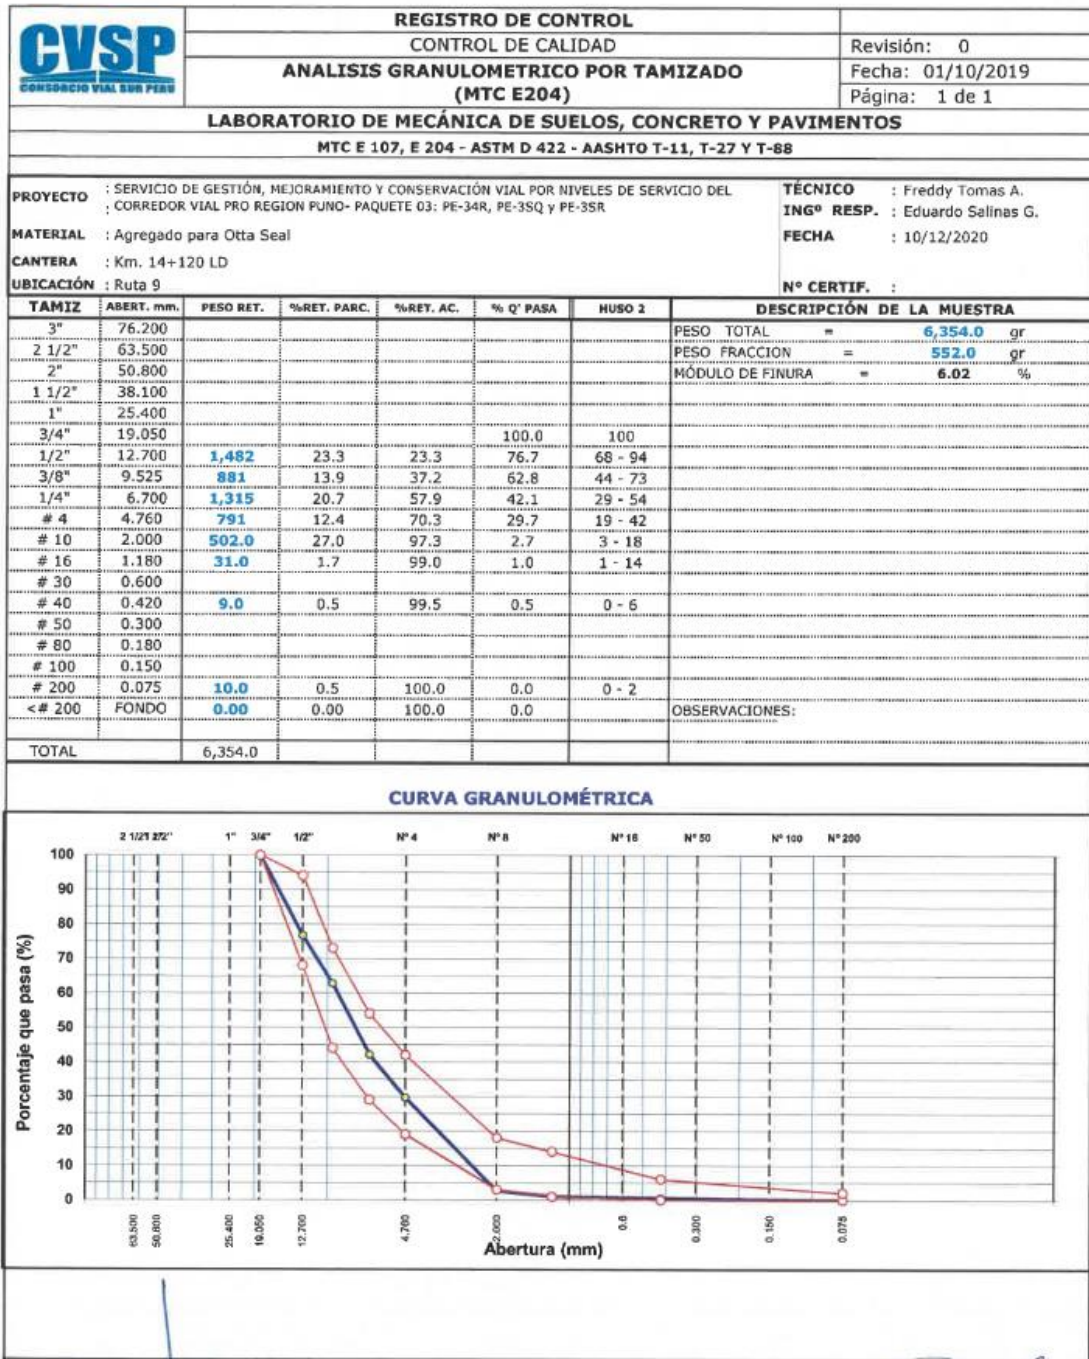 CVSP
CONSORCIO VIAL SUR PERU
REGISTRO DE CONTROL
CONTROL DE CALIDAD
ANALISIS GRANULOMETRICO POR TAMIZADO
(MTC E204)
Revisión: 0
Fecha: 01/10/2019
Página: 1 de 1
LABORATORIO DE MECÁNICA DE SUELOS, CONCRETO Y PAVIMENTOS
MTC E 107, E 204 - ASTM D 422 - AASHTO T-11, T-27 Y T-88
PROYECTO : SERVICIO DE GESTIÓN, MEJORAMIENTO Y CONSERVACIÓN VIAL POR NIVELES DE SERVICIO DEL
: CORREDOR VIAL PRO REGION PUNO- PAQUETE 03: PE-34R, PE-3SQ y PE-3SR
TÉCNICO : Freddy Tomas A.
INGº RESP. : Eduardo Salinas G.
MATERIAL : Agregado para Otta Seal
FECHA : 10/12/2020
CANTERA : Km. 14+120 LD
UBICACIÓN : Ruta 9
Nº CERTIF. :
TAMIZ ABERT. mm. PESO RET. %RET. PARC. %RET. AC. % Q' PASA HUSO 2 DESCRIPCIÓN DE LA MUESTRA
3" 76.200 PESO TOTAL = 6,354.0 gr
2 1/2" 63.500 PESO FRACCION = 552.0 gr
2" 50.800 MÓDULO DE FINURA = 6.02 %
1 1/2" 38.100
1" 25.400
3/4" 19.050 100.0 100
1/2" 12.700 1,482 23.3 23.3 76.7 68 - 94
3/8" 9.525 881 13.9 37.2 62.8 44 - 73
1/4" 6.700 1,315 20.7 57.9 42.1 29 - 54
# 4 4.760 791 12.4 70.3 29.7 19 - 42
# 10 2.000 502.0 27.0 97.3 2.7 3 - 18
# 16 1.180 31.0 1.7 99.0 1.0 1 - 14
# 30 0.600
# 40 0.420 9.0 0.5 99.5 0.5 0 - 6
# 50 0.300
# 80 0.180
# 100 0.150
# 200 0.075 10.0 0.5 100.0 0.0 0 - 2
<# 200 FONDO 0.00 0.00 100.0 0.0 OBSERVACIONES:
TOTAL 6,354.0
CURVA GRANULOMÉTRICA
2 1/2" 1" 3/4" 1/2" Nº 4 Nº 8 Nº 16 Nº 50 Nº 100 Nº 200
100
90
80
70
60
50
40
30
20
10
0
Porcentaje que pasa (%)
63.500 50.800 25.400 19.050 12.700 4.760 2.000 0.6 0.300 0.150 0.075
Abertura (mm)